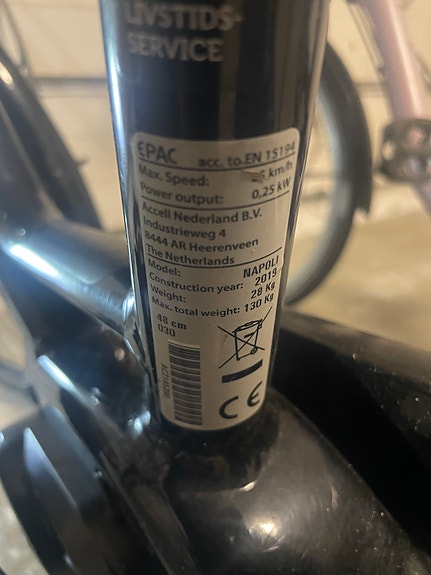 LIVSTIDS-
SERVICE
EPAC acc. to EN 15194
Max. Speed: 25 km/h
Power output: 0,25 kW
Accell Nederland B.V.
Industrieweg 4
8444 AR Heerenveen
The Netherlands
Model: NAPOLI
Construction year: 2019
Weight: 28 Kg
Max. total weight: 130 Kg
48 cm
030
CE